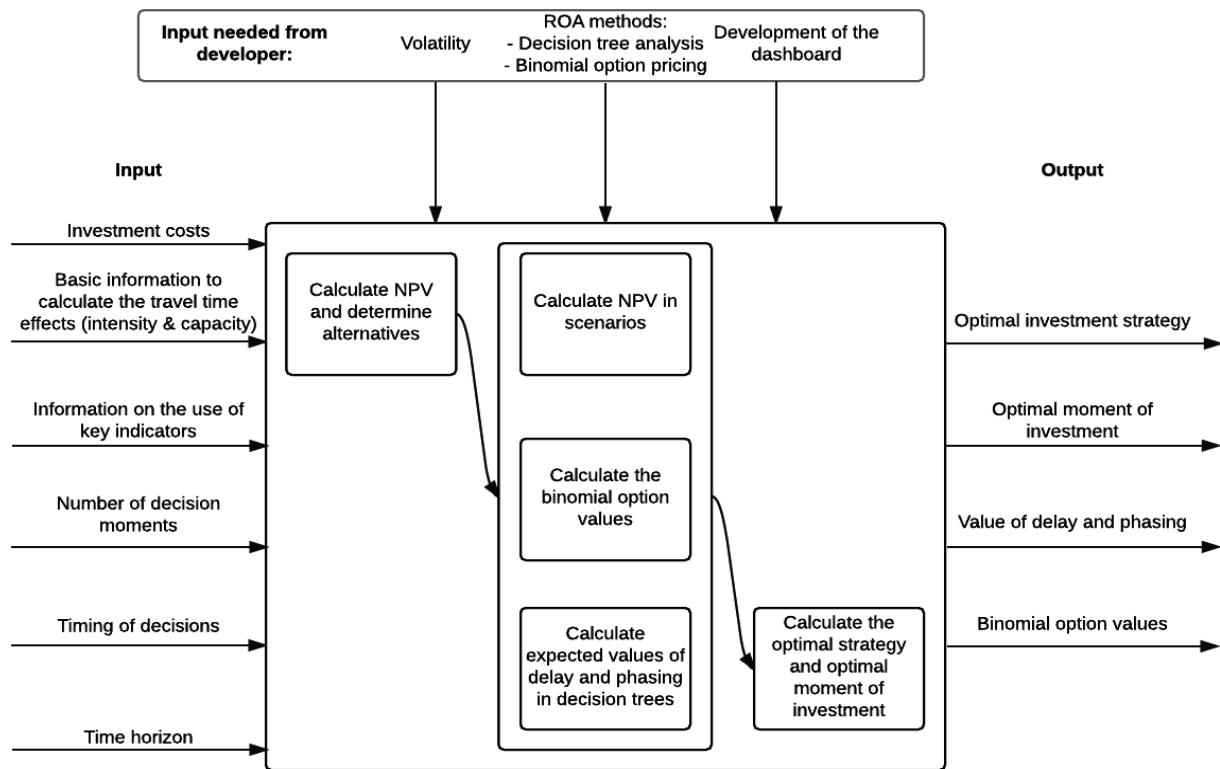 Input needed from
developer:
Volatility
ROA methods:
- Decision tree analysis
- Binomial option pricing
Development of the
dashboard
Input
Output
Investment costs
Basic information to
calculate the travel time
effects (intensity & capacity)
Information on the use of
key indicators
Number of decision
moments
Timing of decisions
Time horizon
Calculate NPV
and determine
alternatives
Calculate NPV in
scenarios
Calculate the
binomial option
values
Calculate
expected values of
delay and phasing
in decision trees
Calculate the
optimal strategy
and optimal
moment of
investment
Optimal investment strategy
Optimal moment of
investment
Value of delay and phasing
Binomial option values